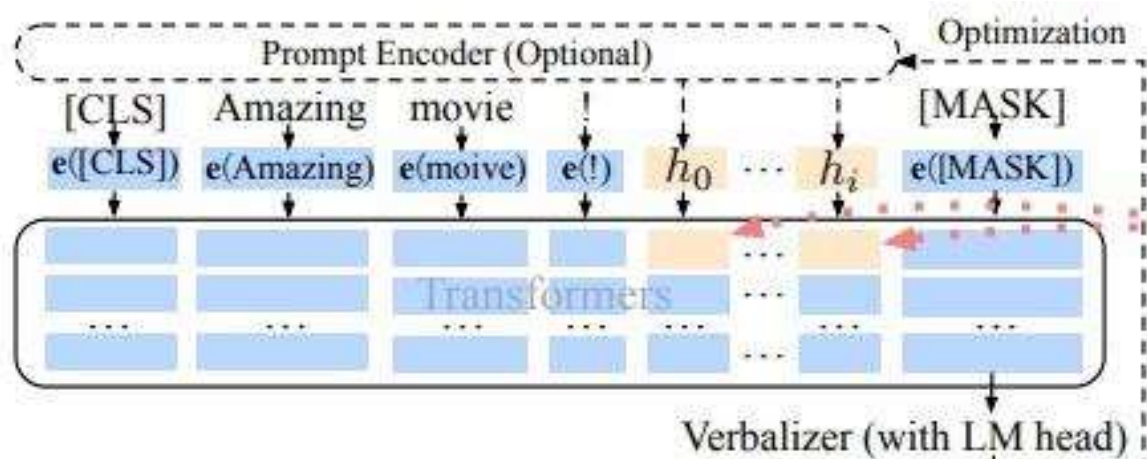 Prompt Encoder (Optional)
Optimization
[CLS] Amazing movie ! [MASK]
e([CLS]) e(Amazing) e(moive) e(!) h₀ ... hᵢ e([MASK])
...
Transformers
...
... ... ... ... ... ... ...
...
Verbalizer (with LM head)